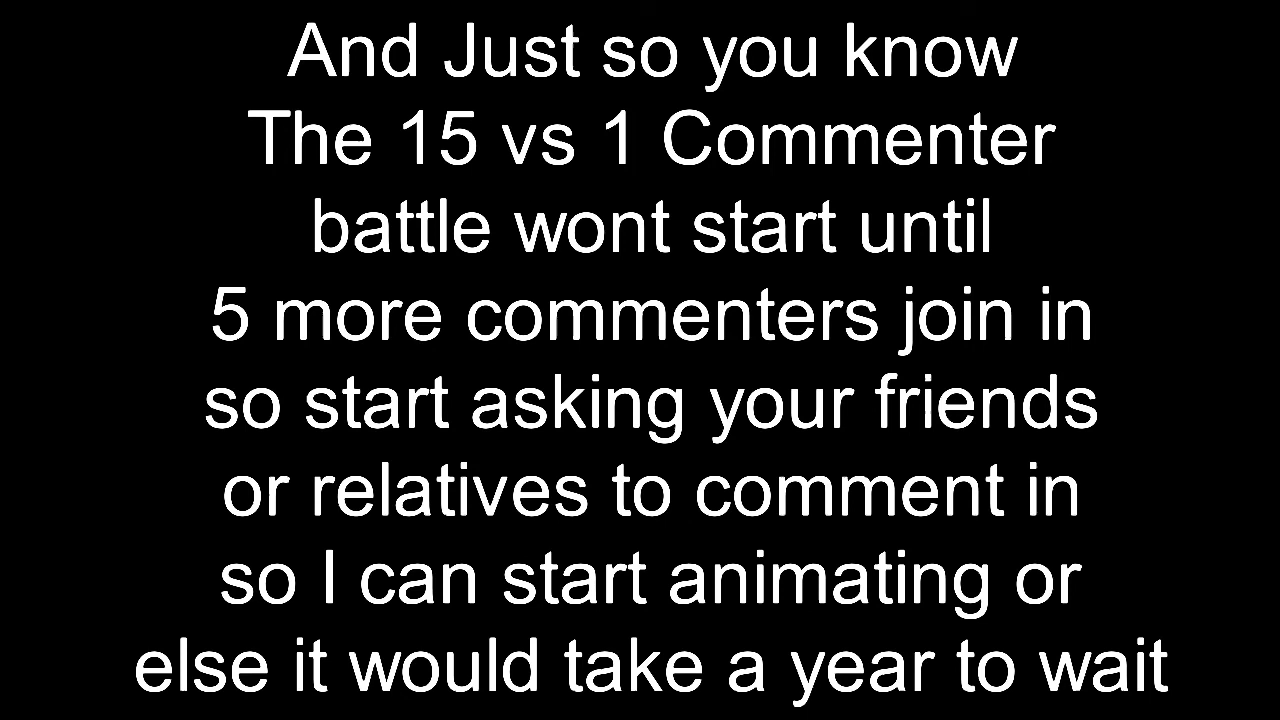 And Just so you know
The 15 vs 1 Commenter
battle wont start until
5 more commenters join in
so start asking your friends
or relatives to comment in
so I can start animating or
else it would take a year to wait